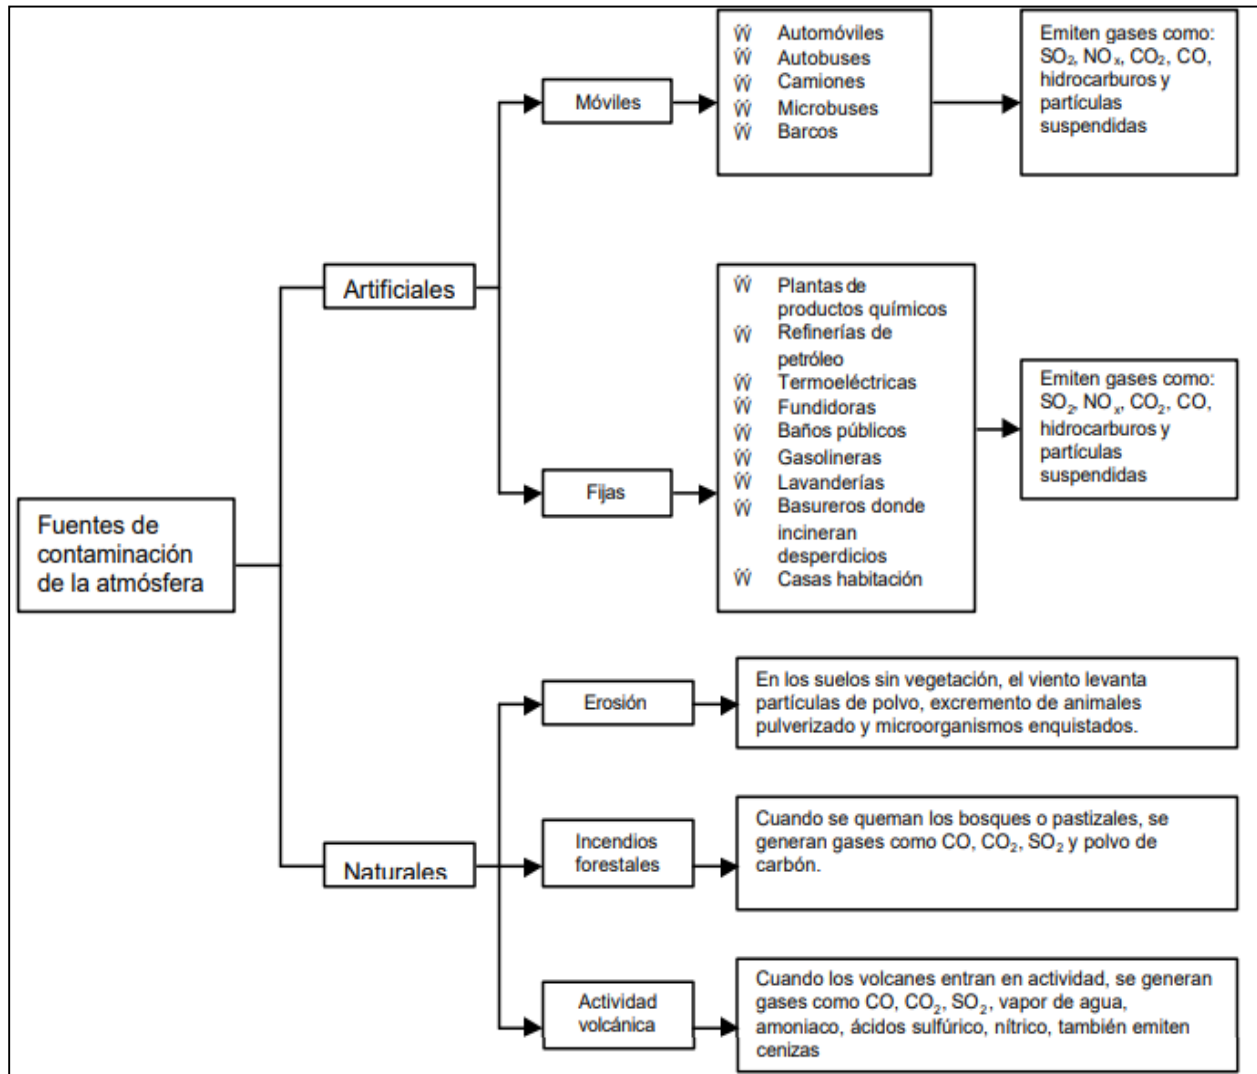 Fuentes de
contaminación
de la atmósfera
Artificiales
Móviles
Ẃ Automóviles
Ẃ Autobuses
Ẃ Camiones
Ẃ Microbuses
Ẃ Barcos
Emiten gases como:
SO₂, NOₓ, CO₂, CO,
hidrocarburos y
partículas
suspendidas
Fijas
Ẃ Plantas de
productos químicos
Ẃ Refinerías de
petróleo
Ẃ Termoeléctricas
Ẃ Fundidoras
Ẃ Baños públicos
Ẃ Gasolineras
Ẃ Lavanderías
Ẃ Basureros donde
incineran
desperdicios
Ẃ Casas habitación
Emiten gases como:
SO₂, NOₓ, CO₂, CO,
hidrocarburos y
partículas
suspendidas
Naturales
Erosión
En los suelos sin vegetación, el viento levanta
partículas de polvo, excremento de animales
pulverizado y microorganismos enquistados.
Incendios
forestales
Cuando se queman los bosques o pastizales, se
generan gases como CO, CO₂, SO₂ y polvo de
carbón.
Actividad
volcánica
Cuando los volcanes entran en actividad, se generan
gases como CO, CO₂, SO₂, vapor de agua,
amoniaco, ácidos sulfúrico, nítrico, también emiten
cenizas